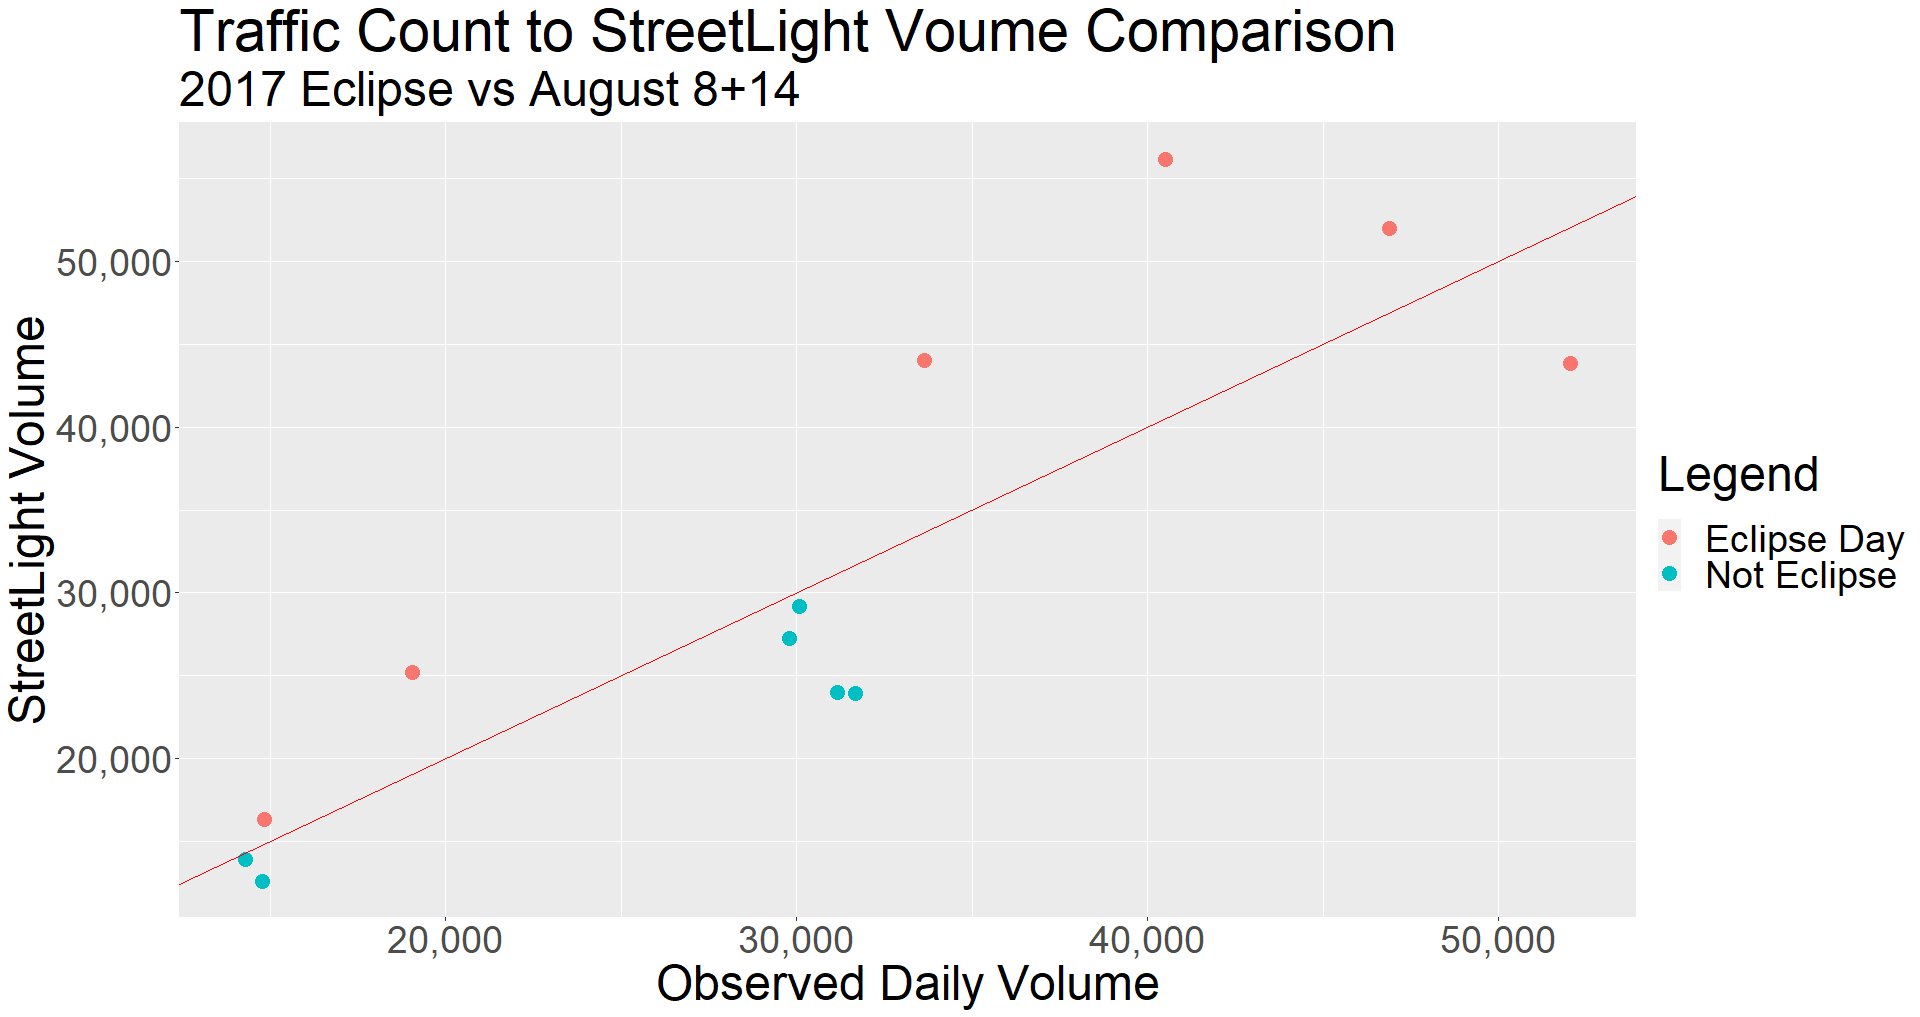 Traffic Count to StreetLight Voume Comparison
2017 Eclipse vs August 8+14
StreetLight Volume
50,000
40,000
30,000
20,000
20,000
30,000
40,000
50,000
Observed Daily Volume
Legend
Eclipse Day
Not Eclipse